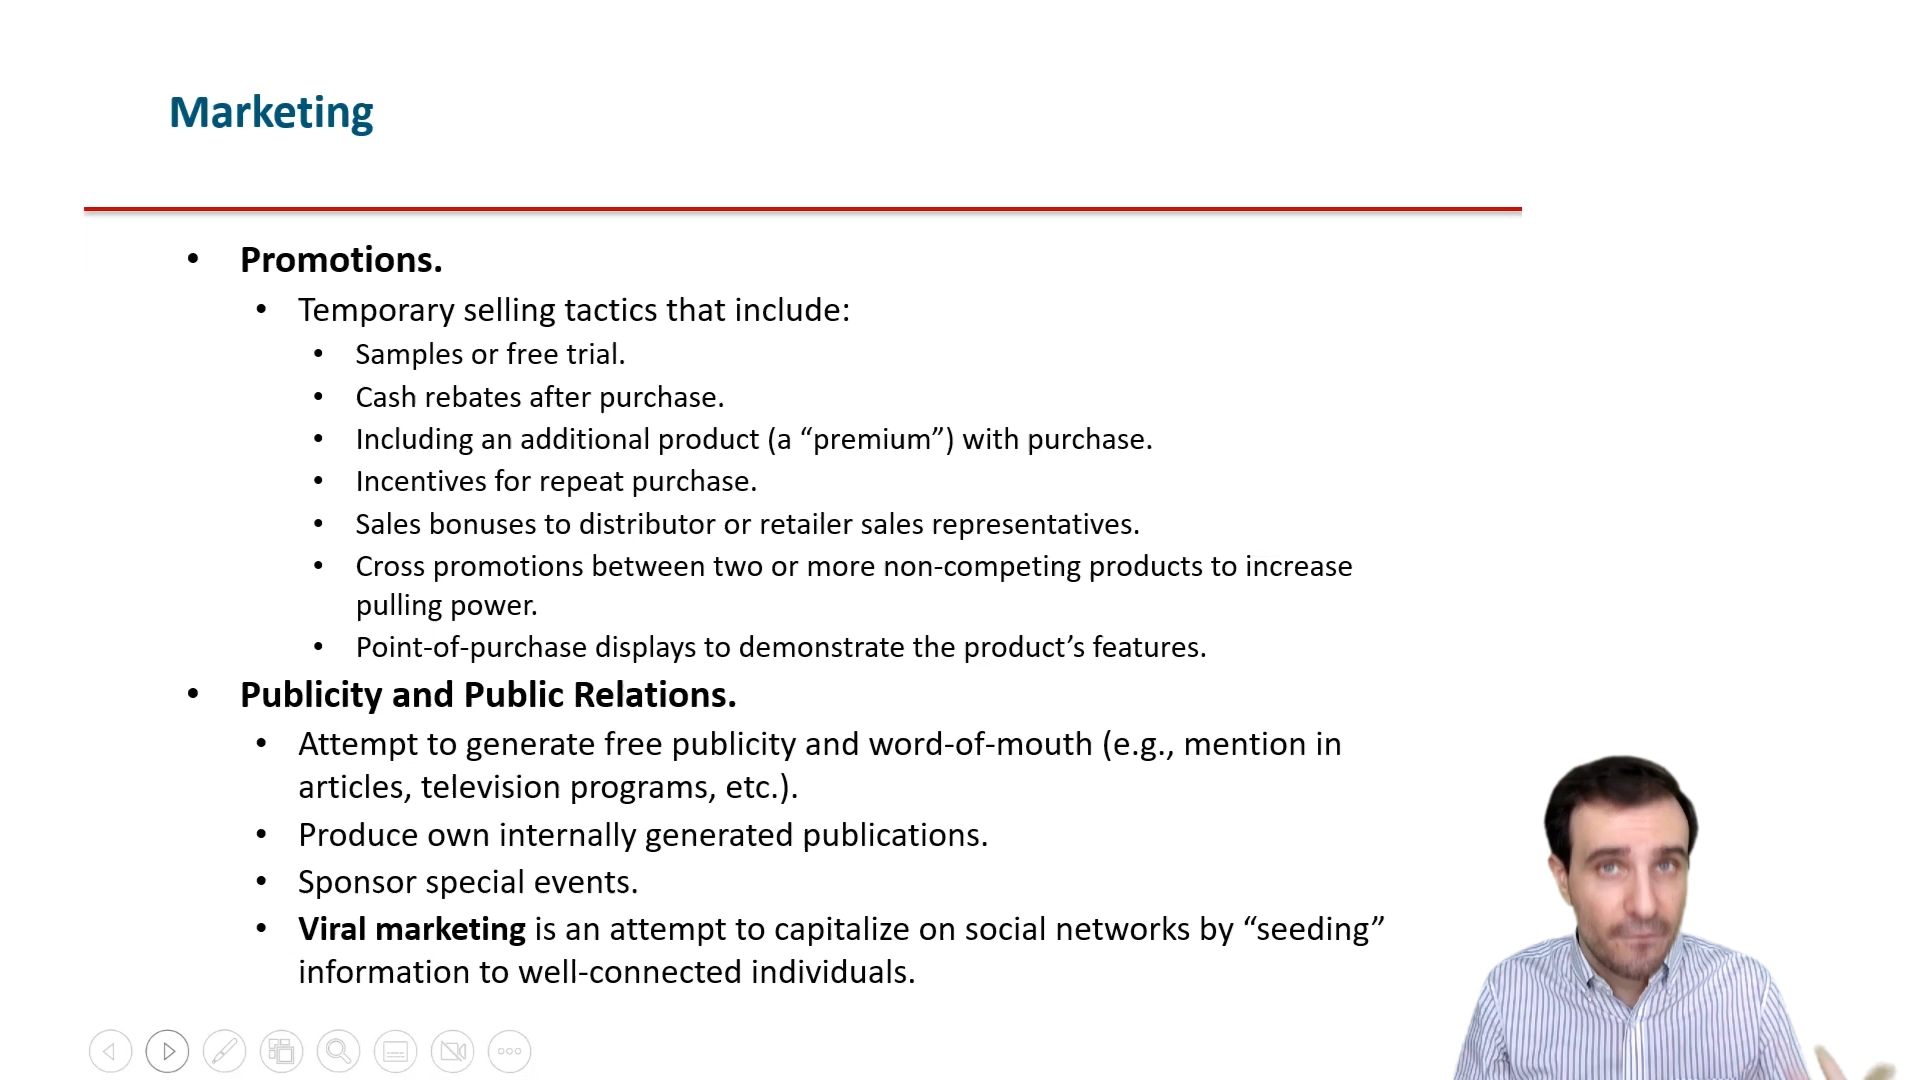 Marketing
• Promotions.
• Temporary selling tactics that include:
• Samples or free trial.
• Cash rebates after purchase.
• Including an additional product (a “premium”) with purchase.
• Incentives for repeat purchase.
• Sales bonuses to distributor or retailer sales representatives.
• Cross promotions between two or more non-competing products to increase
pulling power.
• Point-of-purchase displays to demonstrate the product’s features.
• Publicity and Public Relations.
• Attempt to generate free publicity and word-of-mouth (e.g., mention in
articles, television programs, etc.).
• Produce own internally generated publications.
• Sponsor special events.
• Viral marketing is an attempt to capitalize on social networks by “seeding”
information to well-connected individuals.